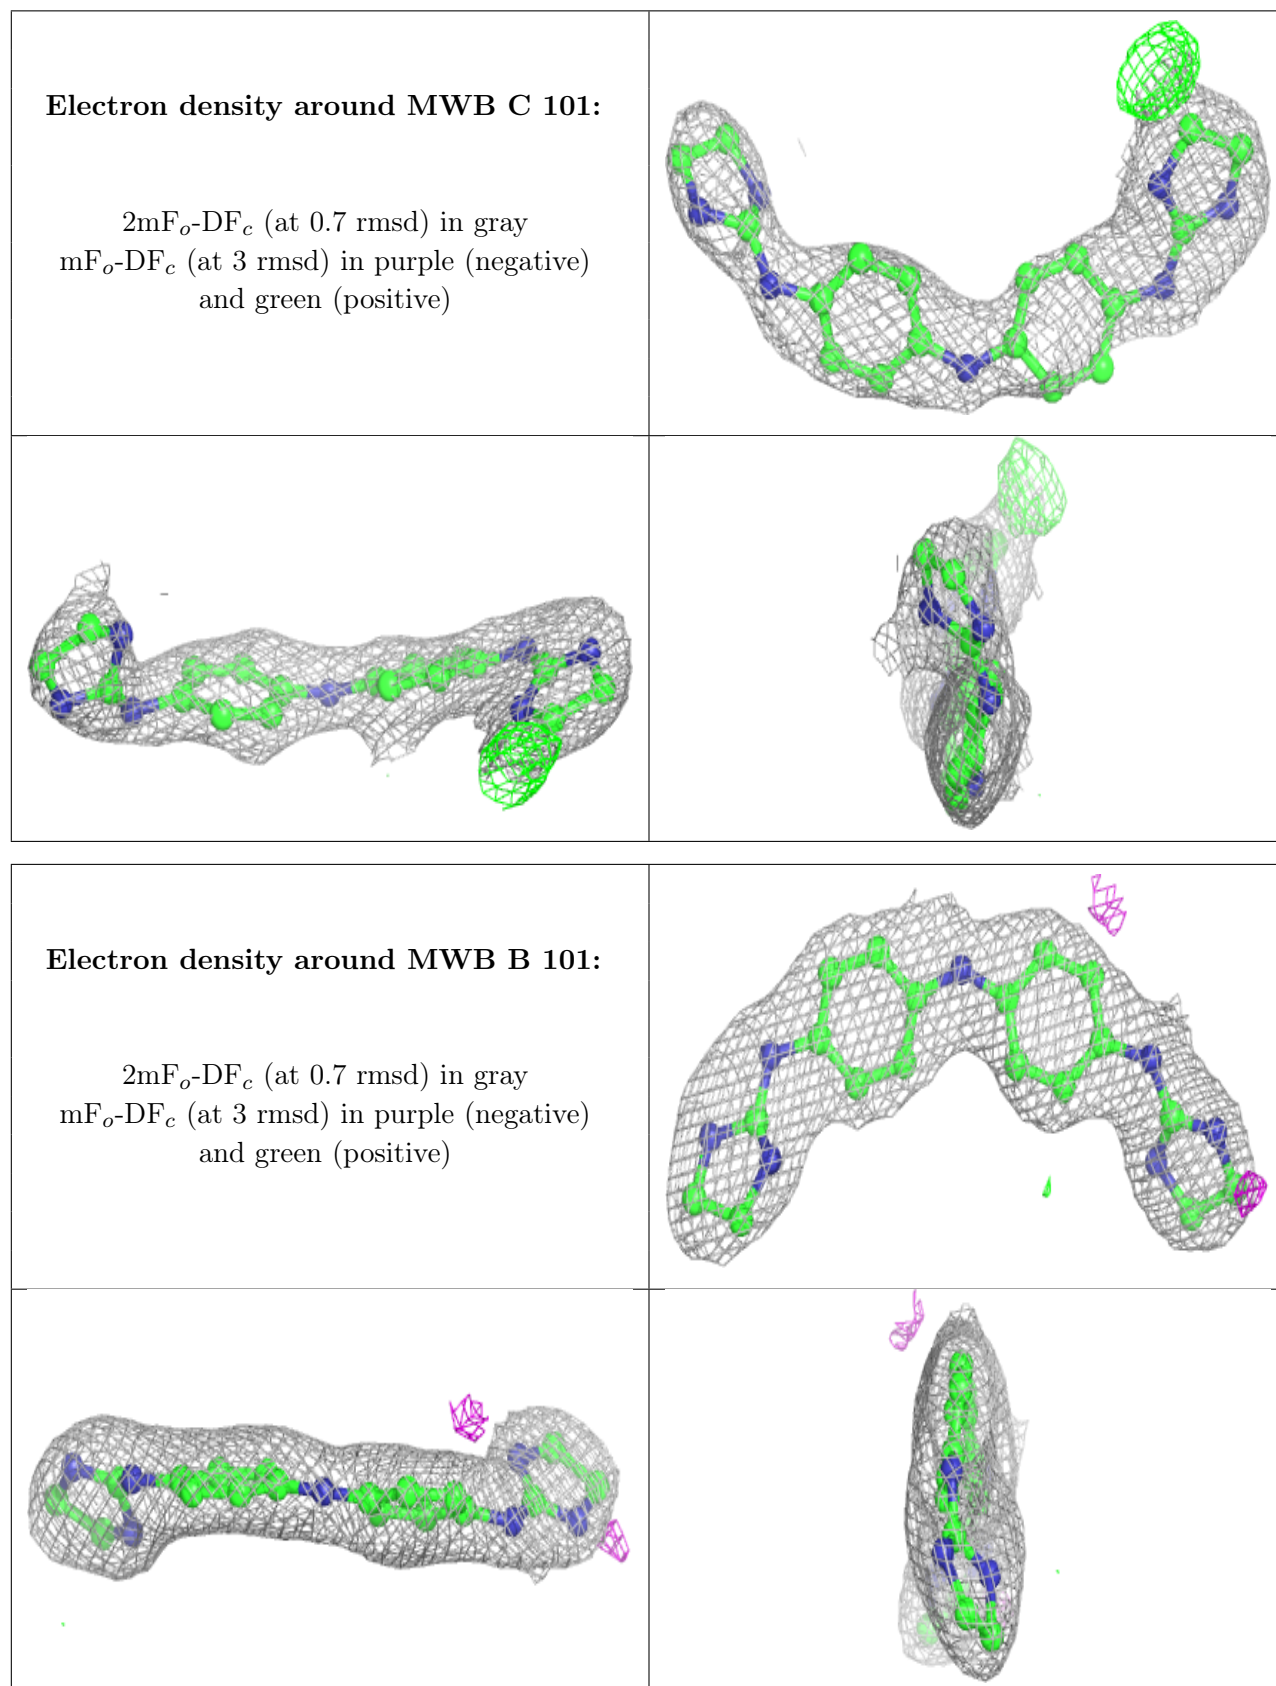 Electron density around MWB C 101:
2mFo-DFc (at 0.7 rmsd) in gray
mFo-DFc (at 3 rmsd) in purple (negative)
and green (positive)
Electron density around MWB B 101:
2mFo-DFc (at 0.7 rmsd) in gray
mFo-DFc (at 3 rmsd) in purple (negative)
and green (positive)